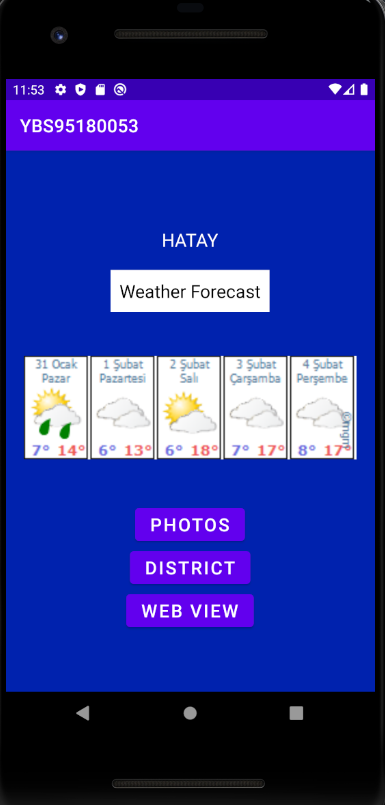 11:53
YBS95180053
HATAY
Weather Forecast
31 Ocak Pazar
1 Şubat Pazartesi
2 Şubat Salı
3 Şubat Çarşamba
4 Şubat Perşembe
7° 14°
6° 13°
6° 18°
7° 17°
8° 17°
©mgm
PHOTOS
DISTRICT
WEB VIEW